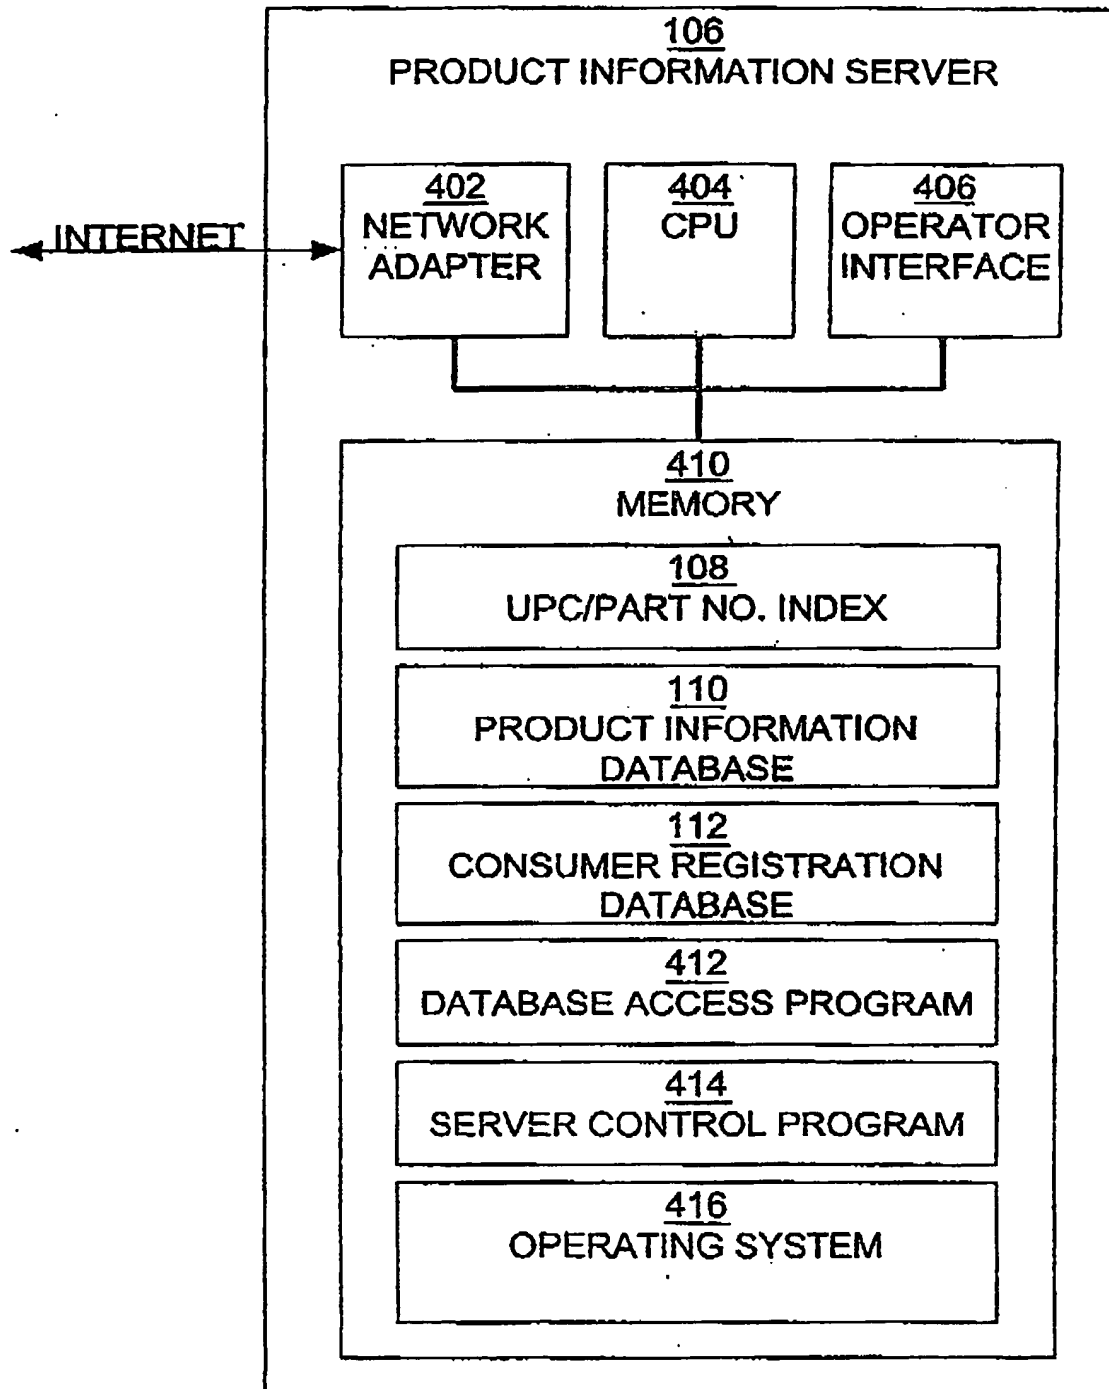 106
PRODUCT INFORMATION SERVER
INTERNET
402
NETWORK
ADAPTER
404
CPU
406
OPERATOR
INTERFACE
410
MEMORY
108
UPC/PART NO. INDEX
110
PRODUCT INFORMATION
DATABASE
112
CONSUMER REGISTRATION
DATABASE
412
DATABASE ACCESS PROGRAM
414
SERVER CONTROL PROGRAM
416
OPERATING SYSTEM